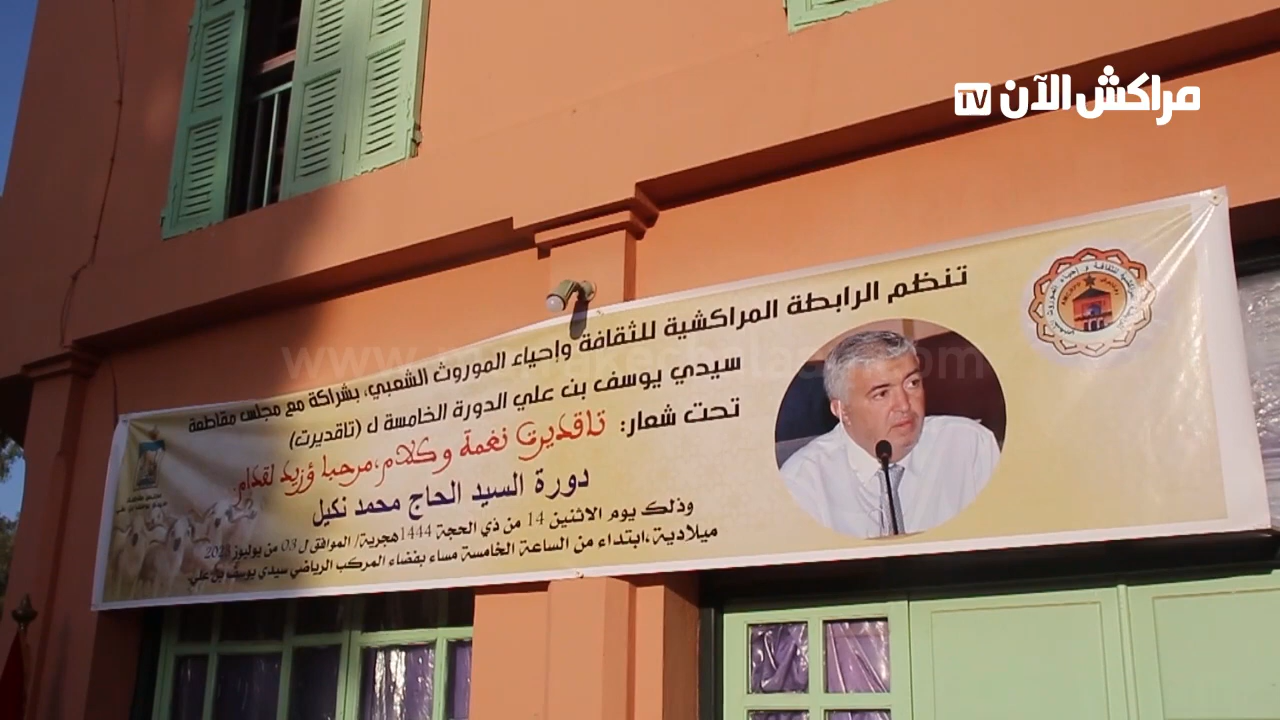 مراكش الآن TV
تنظم الرابطة المراكشية للثقافة وإحياء الموروث الشعبي، بشراكة مع مجلس مقاطعة
سيدي يوسف بن علي الدورة الخامسة ل (تاقديرت)
تحت شعار: تاقديرت نغمة وكلام،مرحبا وُزيد لقدام.
دورة السيد الحاج محمد نكيل
وذلك يوم الاثنين 14 من ذي الحجة 1444هجرية/ الموافق ل 03 من يوليوز 2023
ميلادية،ابتداء من الساعة الخامسة مساء بفضاء المركب الرياضي سيدي يوسف بن علي.